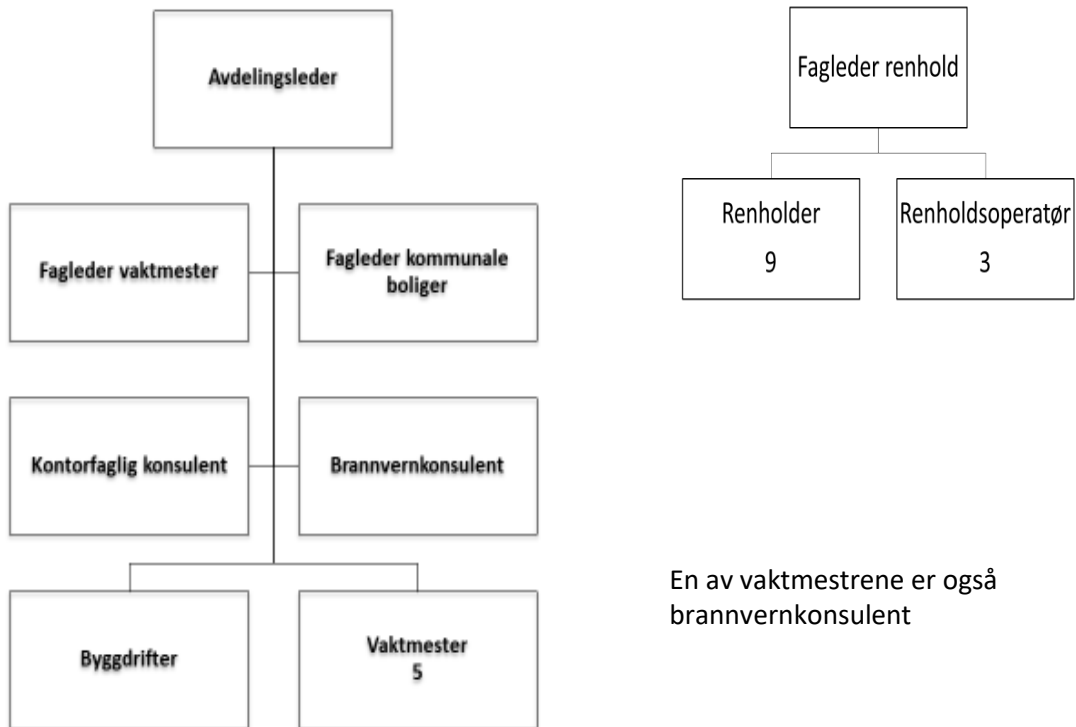 Avdelingsleder
Fagleder vaktmester
Fagleder kommunale
boliger
Kontorfaglig konsulent
Brannvernkonsulent
Byggdrifter
Vaktmester
5
Fagleder renhold
Renholder
9
Renholdsoperatør
3
En av vaktmestrene er også
brannvernkonsulent